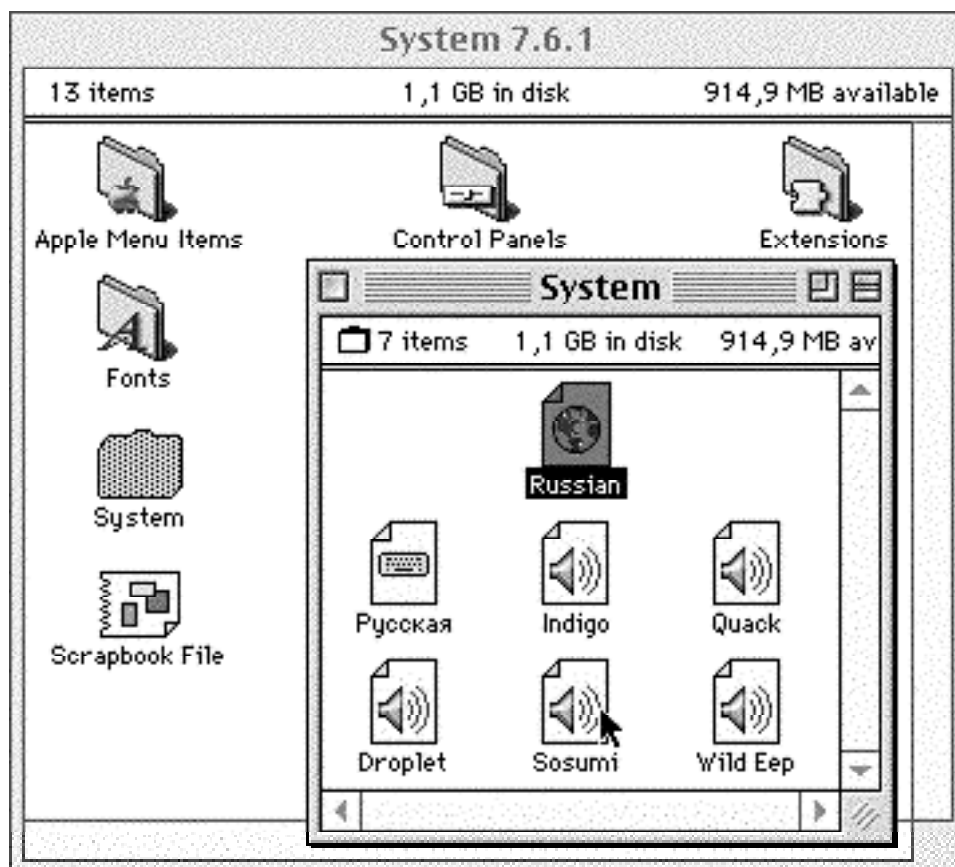 System 7.6.1
13 items 1,1 GB in disk 914,9 MB available
Apple Menu Items Control Panels Extensions
Fonts
System
Scrapbook File
System
7 items 1,1 GB in disk 914,9 MB av
Russian
Русская Indigo Quack
Droplet Sosumi Wild Eep